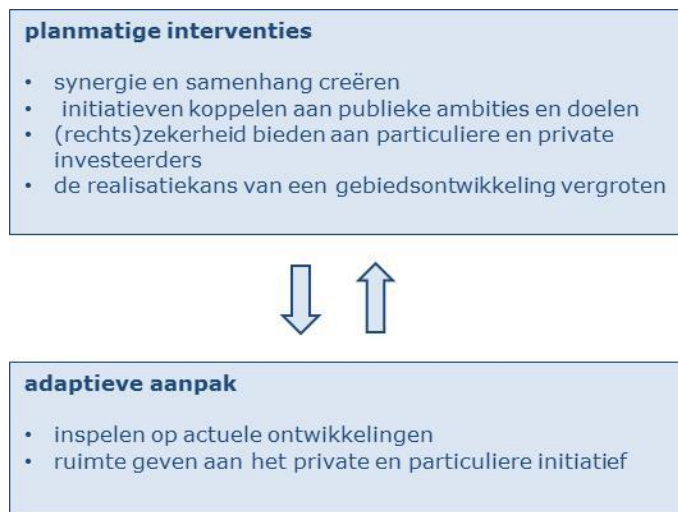 planmatige interventies
• synergie en samenhang creëren
• initiatieven koppelen aan publieke ambities en doelen
• (rechts)zekerheid bieden aan particuliere en private
investeerders
• de realisatiekans van een gebiedsontwikkeling vergroten
adaptieve aanpak
• inspelen op actuele ontwikkelingen
• ruimte geven aan het private en particuliere initiatief